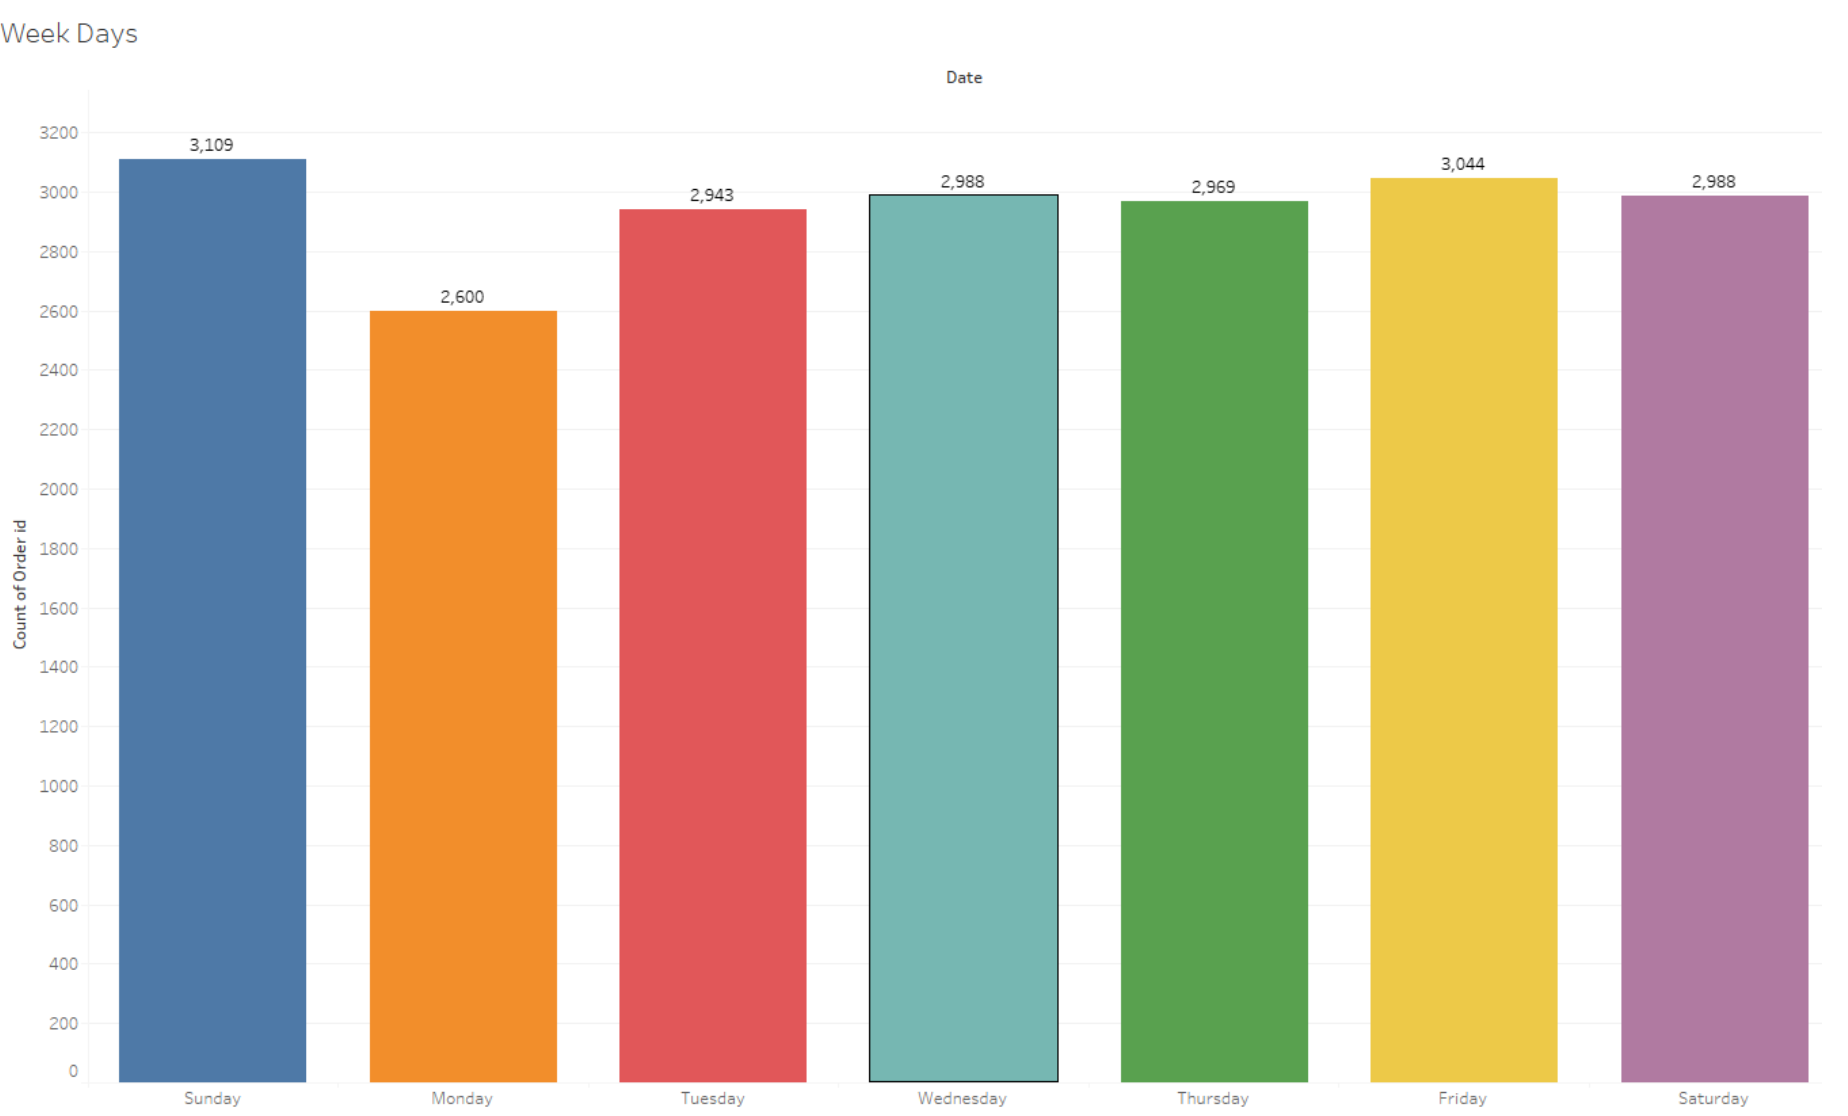 Week Days
Date
Count of Order id
3200
3000
2800
2600
2400
2200
2000
1800
1600
1400
1200
1000
800
600
400
200
0
3,109
2,600
2,943
2,988
2,969
3,044
2,988
Sunday
Monday
Tuesday
Wednesday
Thursday
Friday
Saturday